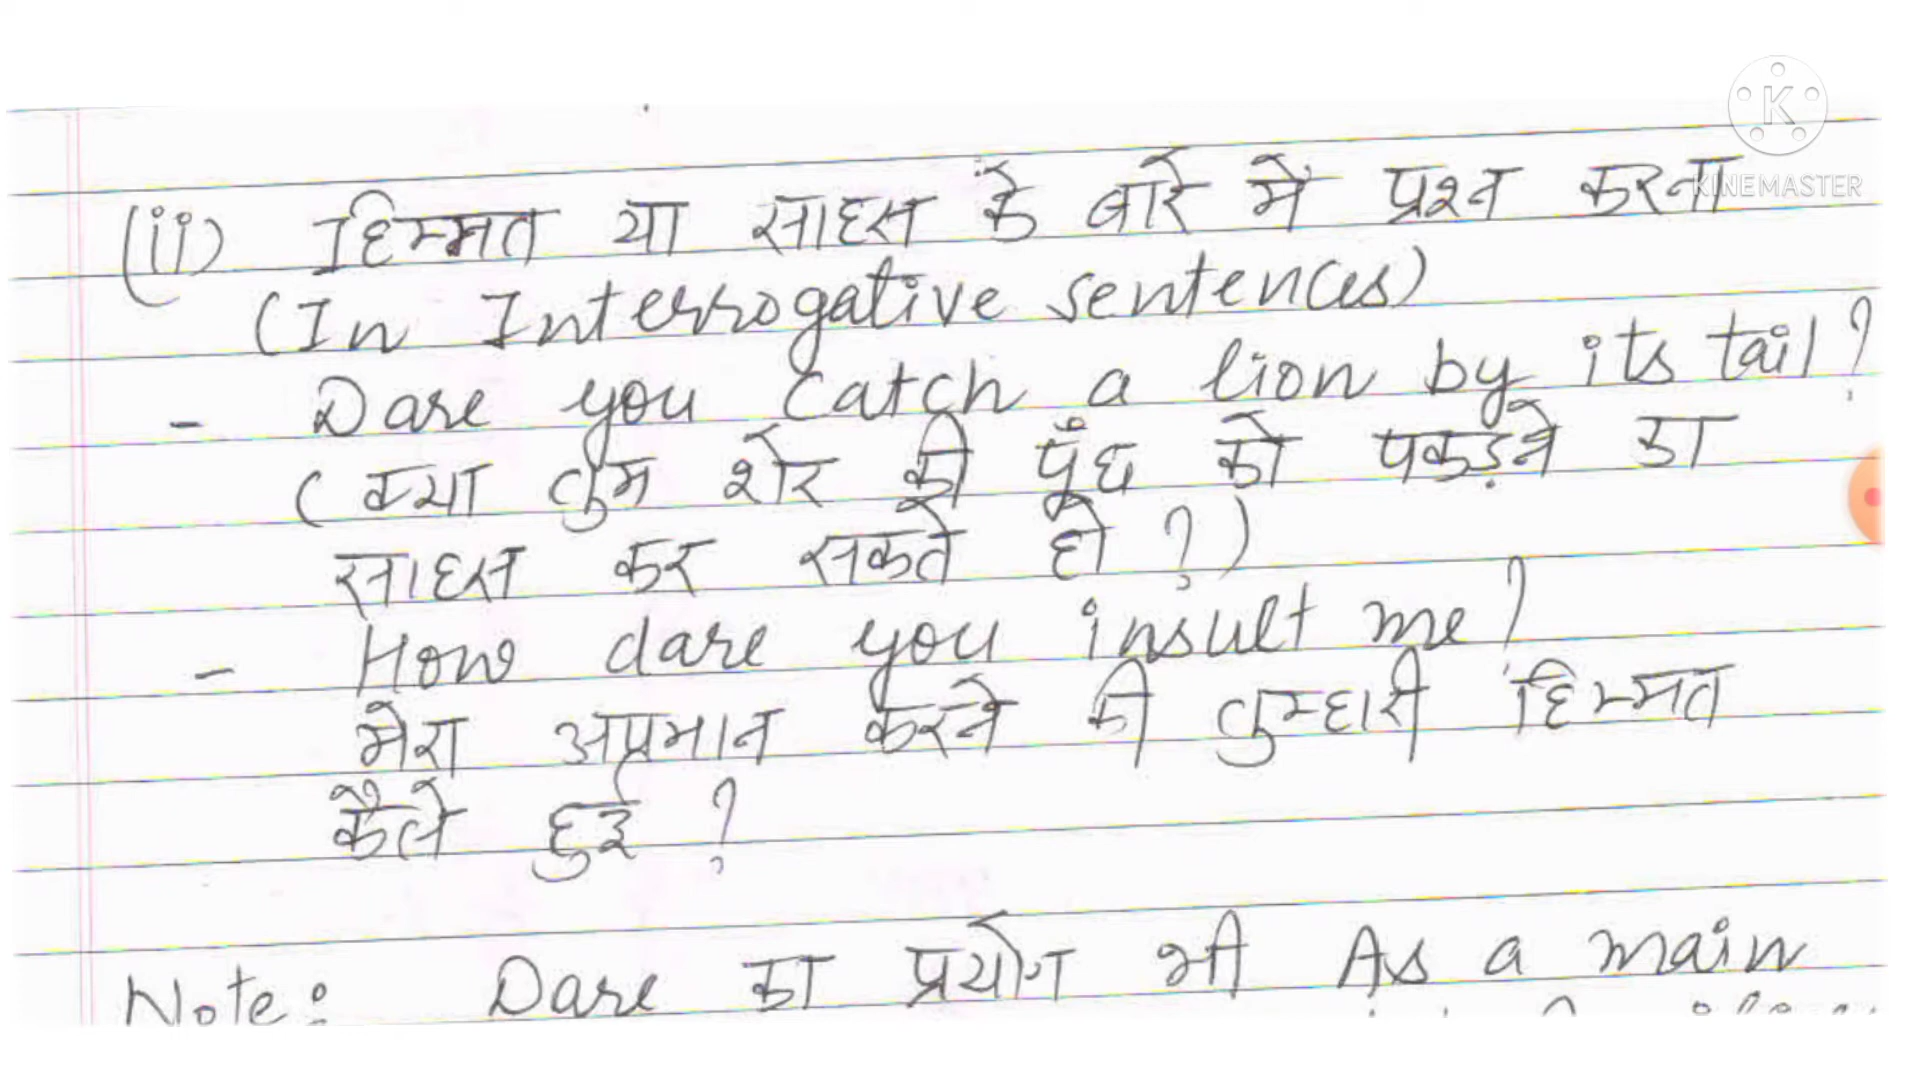 KINEMASTER
(ii) हिम्मत या साहस के बारे में प्रश्न करना
(In Interrogative sentences)
- Dare you catch a lion by its tail?
( क्या तुम शेर की पूँछ को पकड़ने का
साहस कर सकते हो ? )
- How dare you insult me?
मेरा अपमान करने की तुम्हारी हिम्मत
कैसे हुई ?
Note: Dare का प्रयोग भी As a main